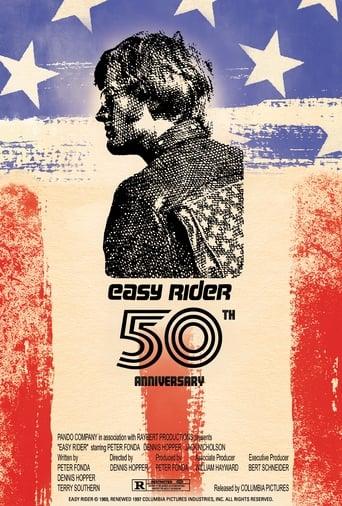 easy rider
50TH
ANNIVERSARY
PANDO COMPANY in association with RAYBERT PRODUCTIONS presents
"EASY RIDER" starring PETER FONDA DENNIS HOPPER JACK NICHOLSON
Written by Directed by Produced by Associate Producer Executive Producer
PETER FONDA DENNIS HOPPER PETER FONDA WILLIAM HAYWARD BERT SCHNEIDER
DENNIS HOPPER
TERRY SOUTHERN
R RESTRICTED Released by COLUMBIA PICTURES
EASY RIDER © 1969, RENEWED 1997 COLUMBIA PICTURES INDUSTRIES, INC. ALL RIGHTS RESERVED.